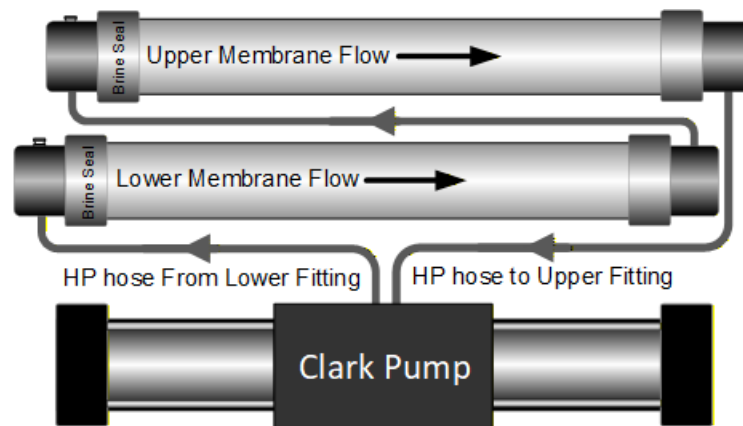 Brine Seal
Upper Membrane Flow
Brine Seal
Lower Membrane Flow
HP hose From Lower Fitting
HP hose to Upper Fitting
Clark Pump